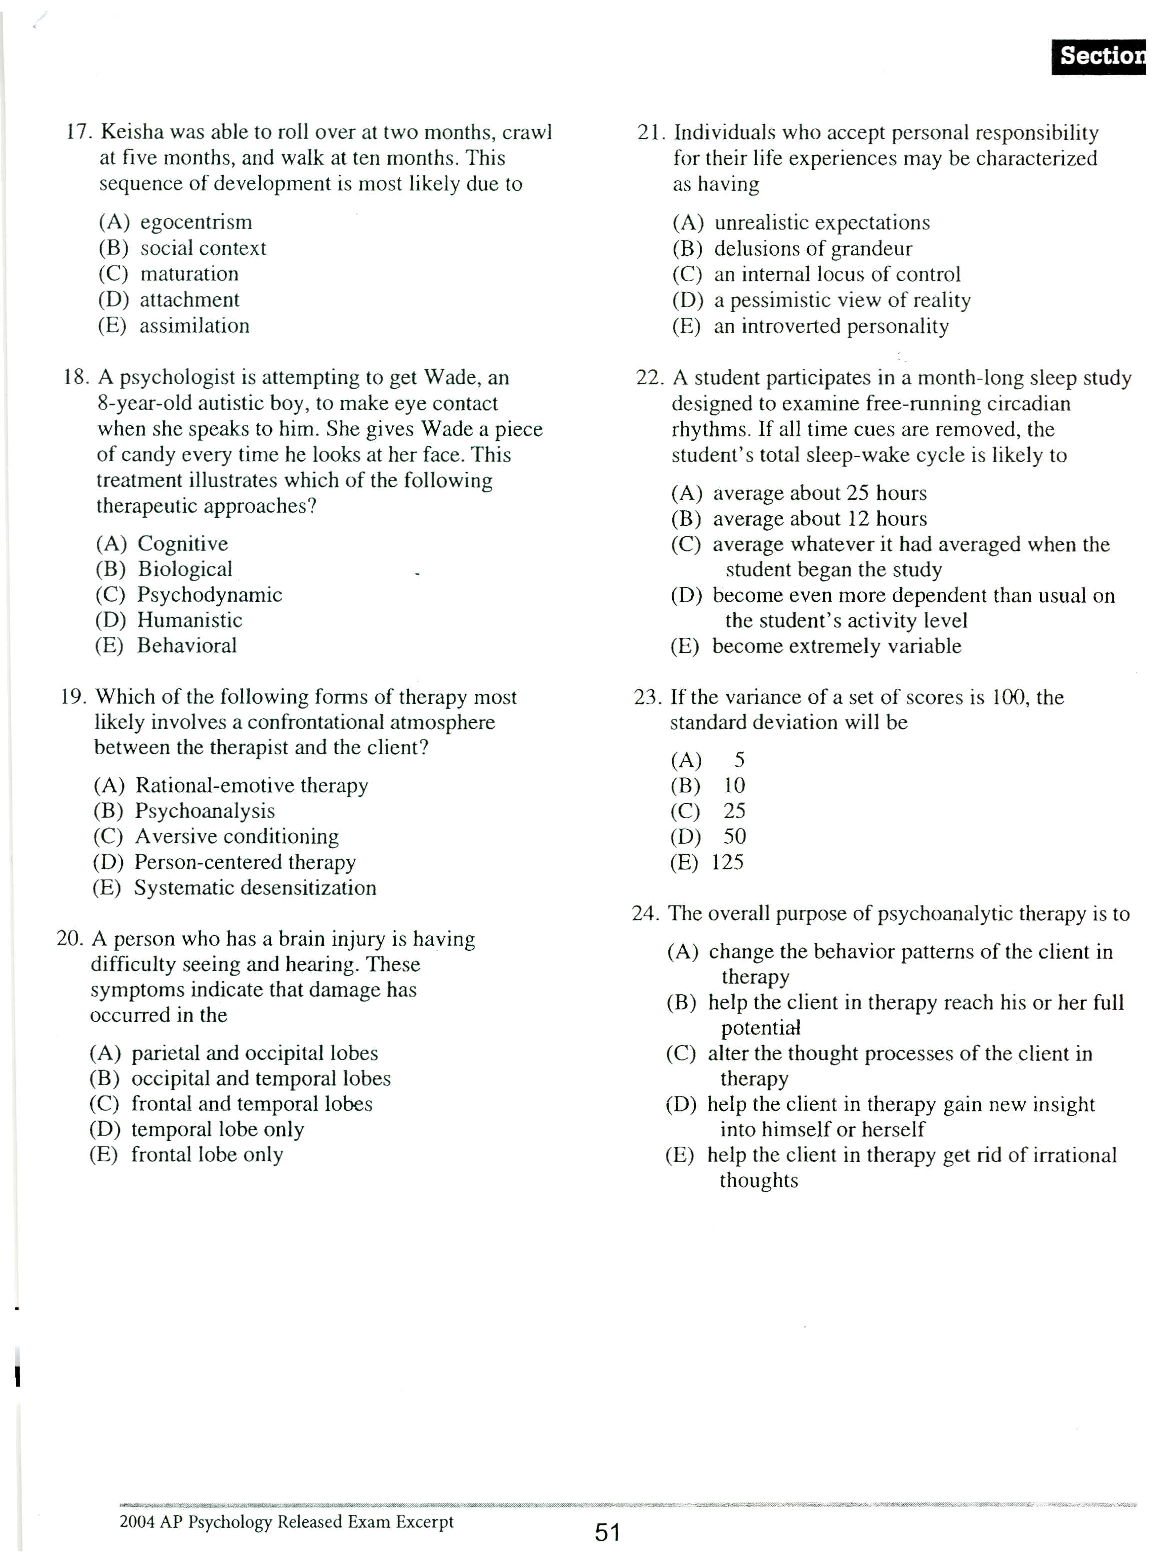 Section
17. Keisha was able to roll over at two months, crawl
at five months, and walk at ten months. This
sequence of development is most likely due to
(A) egocentrism
(B) social context
(C) maturation
(D) attachment
(E) assimilation
18. A psychologist is attempting to get Wade, an
8-year-old autistic boy, to make eye contact
when she speaks to him. She gives Wade a piece
of candy every time he looks at her face. This
treatment illustrates which of the following
therapeutic approaches?
(A) Cognitive
(B) Biological
(C) Psychodynamic
(D) Humanistic
(E) Behavioral
19. Which of the following forms of therapy most
likely involves a confrontational atmosphere
between the therapist and the client?
(A) Rational-emotive therapy
(B) Psychoanalysis
(C) Aversive conditioning
(D) Person-centered therapy
(E) Systematic desensitization
20. A person who has a brain injury is having
difficulty seeing and hearing. These
symptoms indicate that damage has
occurred in the
(A) parietal and occipital lobes
(B) occipital and temporal lobes
(C) frontal and temporal lobes
(D) temporal lobe only
(E) frontal lobe only
21. Individuals who accept personal responsibility
for their life experiences may be characterized
as having
(A) unrealistic expectations
(B) delusions of grandeur
(C) an internal locus of control
(D) a pessimistic view of reality
(E) an introverted personality
22. A student participates in a month-long sleep study
designed to examine free-running circadian
rhythms. If all time cues are removed, the
student's total sleep-wake cycle is likely to
(A) average about 25 hours
(B) average about 12 hours
(C) average whatever it had averaged when the
student began the study
(D) become even more dependent than usual on
the student's activity level
(E) become extremely variable
23. If the variance of a set of scores is 100, the
standard deviation will be
(A) 5
(B) 10
(C) 25
(D) 50
(E) 125
24. The overall purpose of psychoanalytic therapy is to
(A) change the behavior patterns of the client in
therapy
(B) help the client in therapy reach his or her full
potential
(C) alter the thought processes of the client in
therapy
(D) help the client in therapy gain new insight
into himself or herself
(E) help the client in therapy get rid of irrational
thoughts
2004 AP Psychology Released Exam Excerpt
51